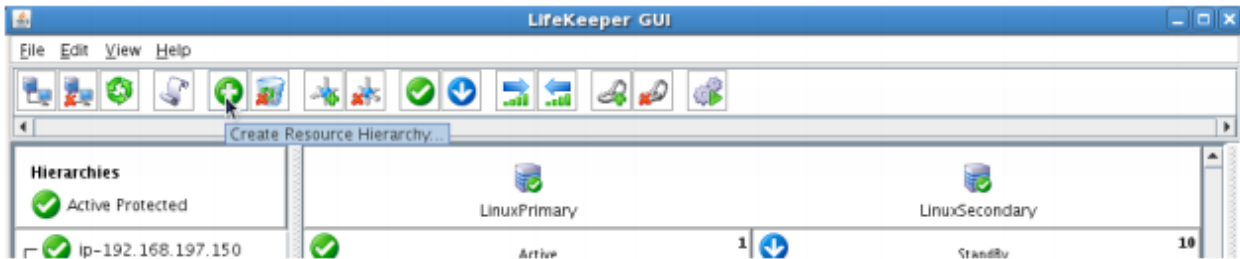 LifeKeeper GUI
File Edit View Help
Create Resource Hierarchy...
Hierarchies
Active Protected
LinuxPrimary
LinuxSecondary
ip-192.168.197.150
Active
1
StandBy
10